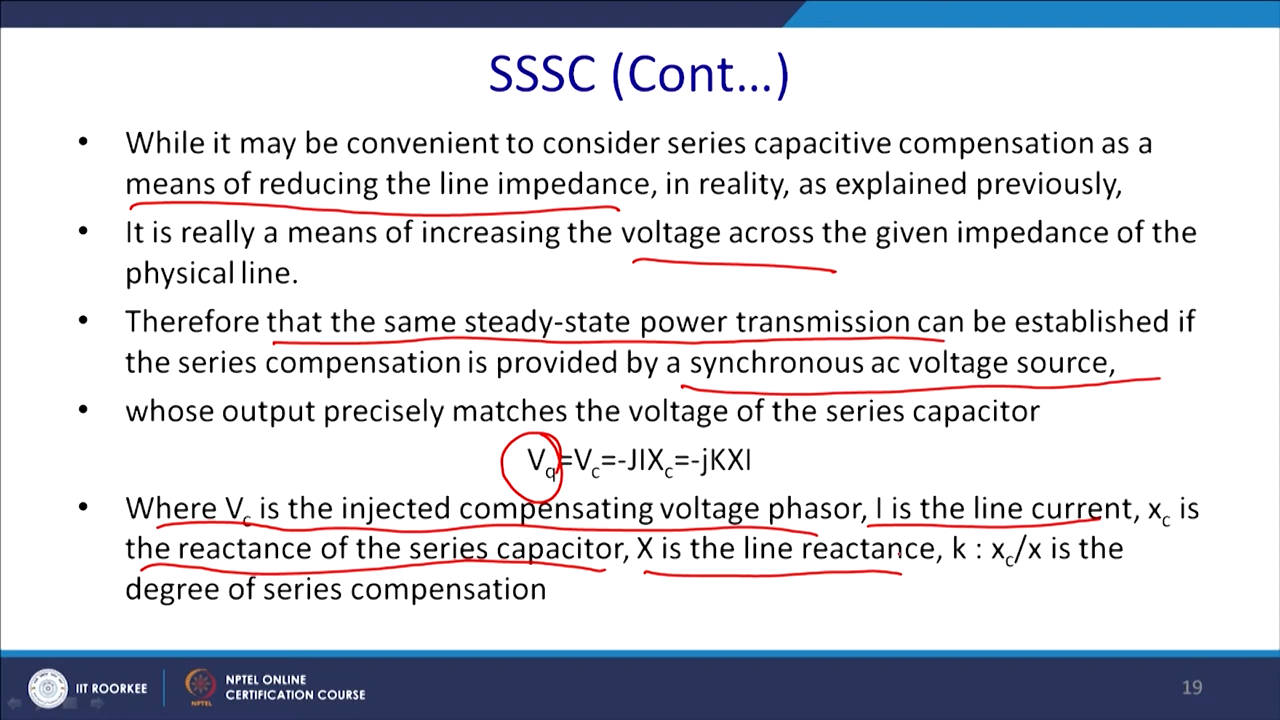 SSSC (Cont...)
• While it may be convenient to consider series capacitive compensation as a
means of reducing the line impedance, in reality, as explained previously,
• It is really a means of increasing the voltage across the given impedance of the
physical line.
• Therefore that the same steady-state power transmission can be established if
the series compensation is provided by a synchronous ac voltage source,
• whose output precisely matches the voltage of the series capacitor
Vq=Vc=-JIXc=-jKXI
• Where Vc is the injected compensating voltage phasor, I is the line current, xc is
the reactance of the series capacitor, X is the line reactance, k : xc/x is the
degree of series compensation
IIT ROORKEE
NPTEL
NPTEL ONLINE
CERTIFICATION COURSE
19